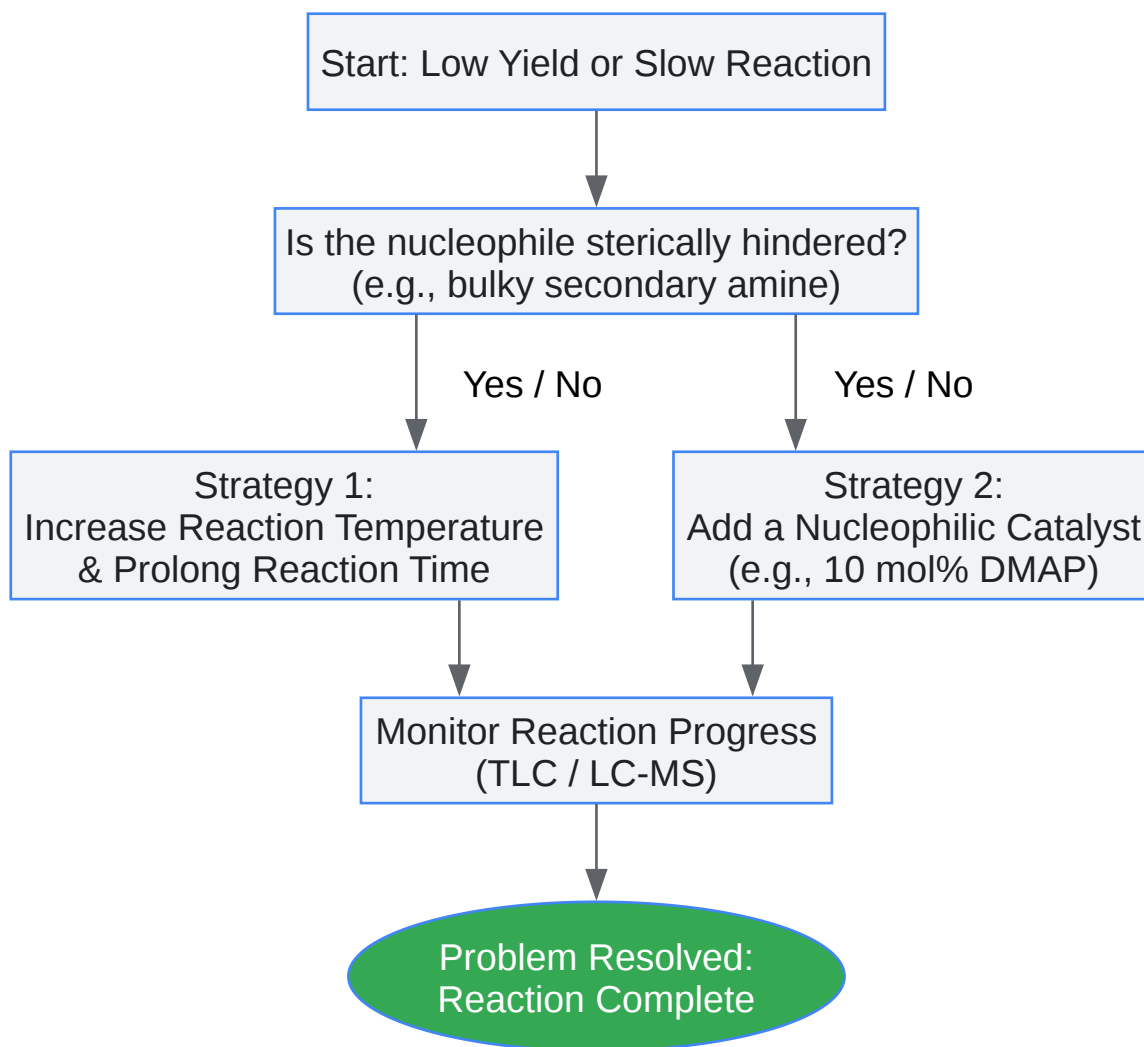 Start: Low Yield or Slow Reaction
Is the nucleophile sterically hindered?
(e.g., bulky secondary amine)
Yes / No
Yes / No
Strategy 1:
Increase Reaction Temperature
& Prolong Reaction Time
Strategy 2:
Add a Nucleophilic Catalyst
(e.g., 10 mol% DMAP)
Monitor Reaction Progress
(TLC / LC-MS)
Problem Resolved:
Reaction Complete